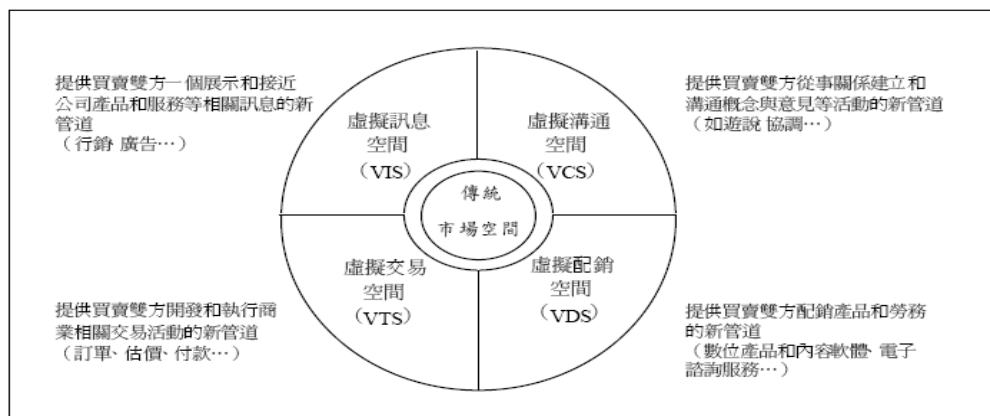 提供買賣雙方一個展示和接近
公司產品和服務等相關訊息的新
管道
（行銷、廣告…）
虛擬訊息
空間
（VIS）
虛擬溝通
空間
（VCS）
提供買賣雙方從事關係建立和
溝通概念與意見等活動的新管道
（如遊說、協調…）
傳統
市場空間
提供買賣雙方開發和執行商
業相關交易活動的新管道
（訂單、估價、付款…）
虛擬交易
空間
（VTS）
虛擬配銷
空間
（VDS）
提供買賣雙方配銷產品和勞務
的新管道
（數位產品和內容軟體、電子
諮詢服務…）